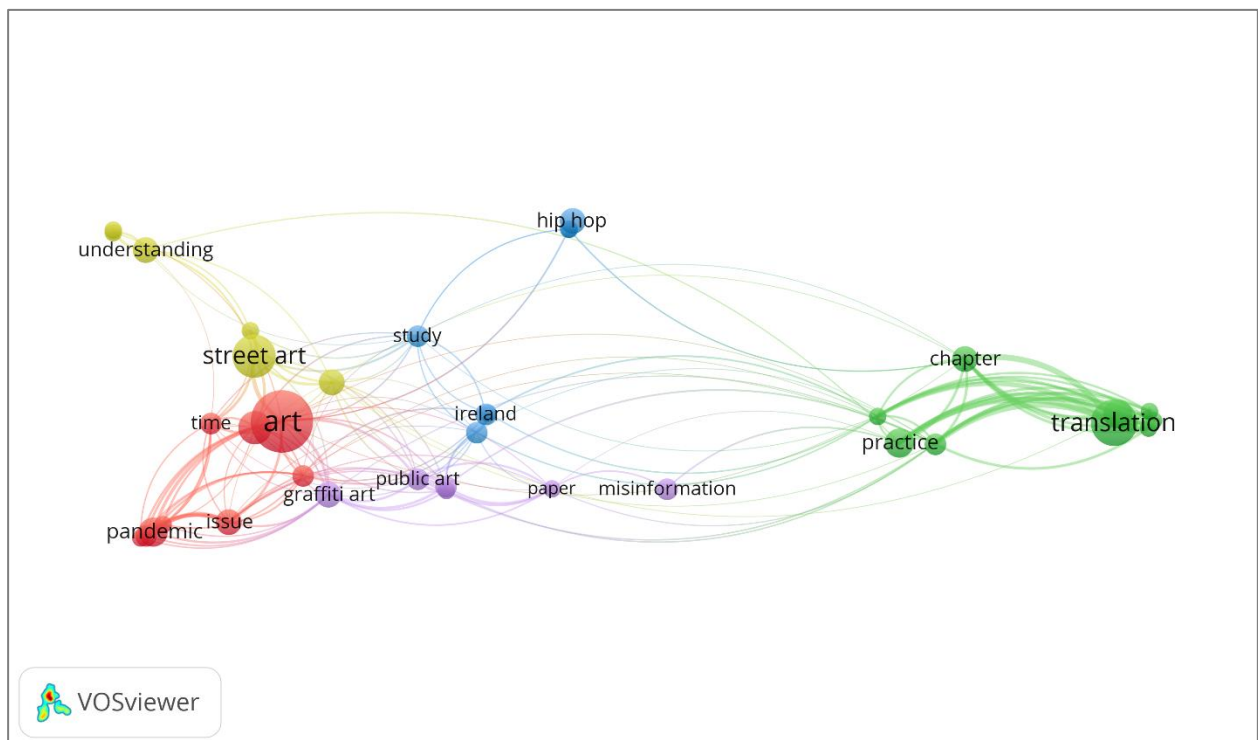 hip hop
understanding
study
street art
chapter
time
art
ireland
translation
practice
public art
paper
misinformation
graffiti art
issue
pandemic
VOSviewer